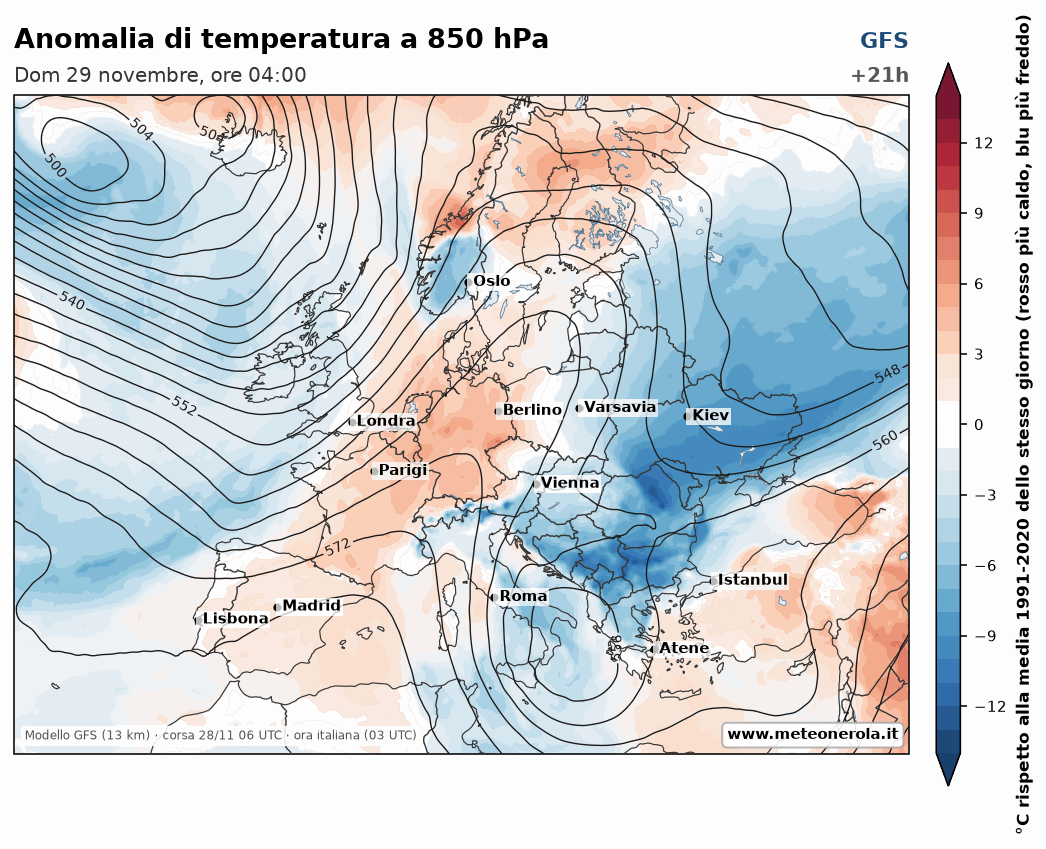 Anomalia di temperatura a 850 hPa
GFS
Dom 29 novembre, ore 04:00
+21h
504
500
540
552
548
560
572
Oslo
Berlino
Varsavia
Kiev
Londra
Parigi
Vienna
Istanbul
Roma
Madrid
Lisbona
Atene
Modello GFS (13 km) · corsa 28/11 06 UTC · ora italiana (03 UTC)
www.meteonerola.it
12
9
6
3
0
−3
−6
−9
−12
°C rispetto alla media 1991-2020 dello stesso giorno (rosso più caldo, blu più freddo)